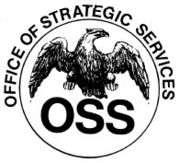 OFFICE OF STRATEGIC SERVICES
OSS